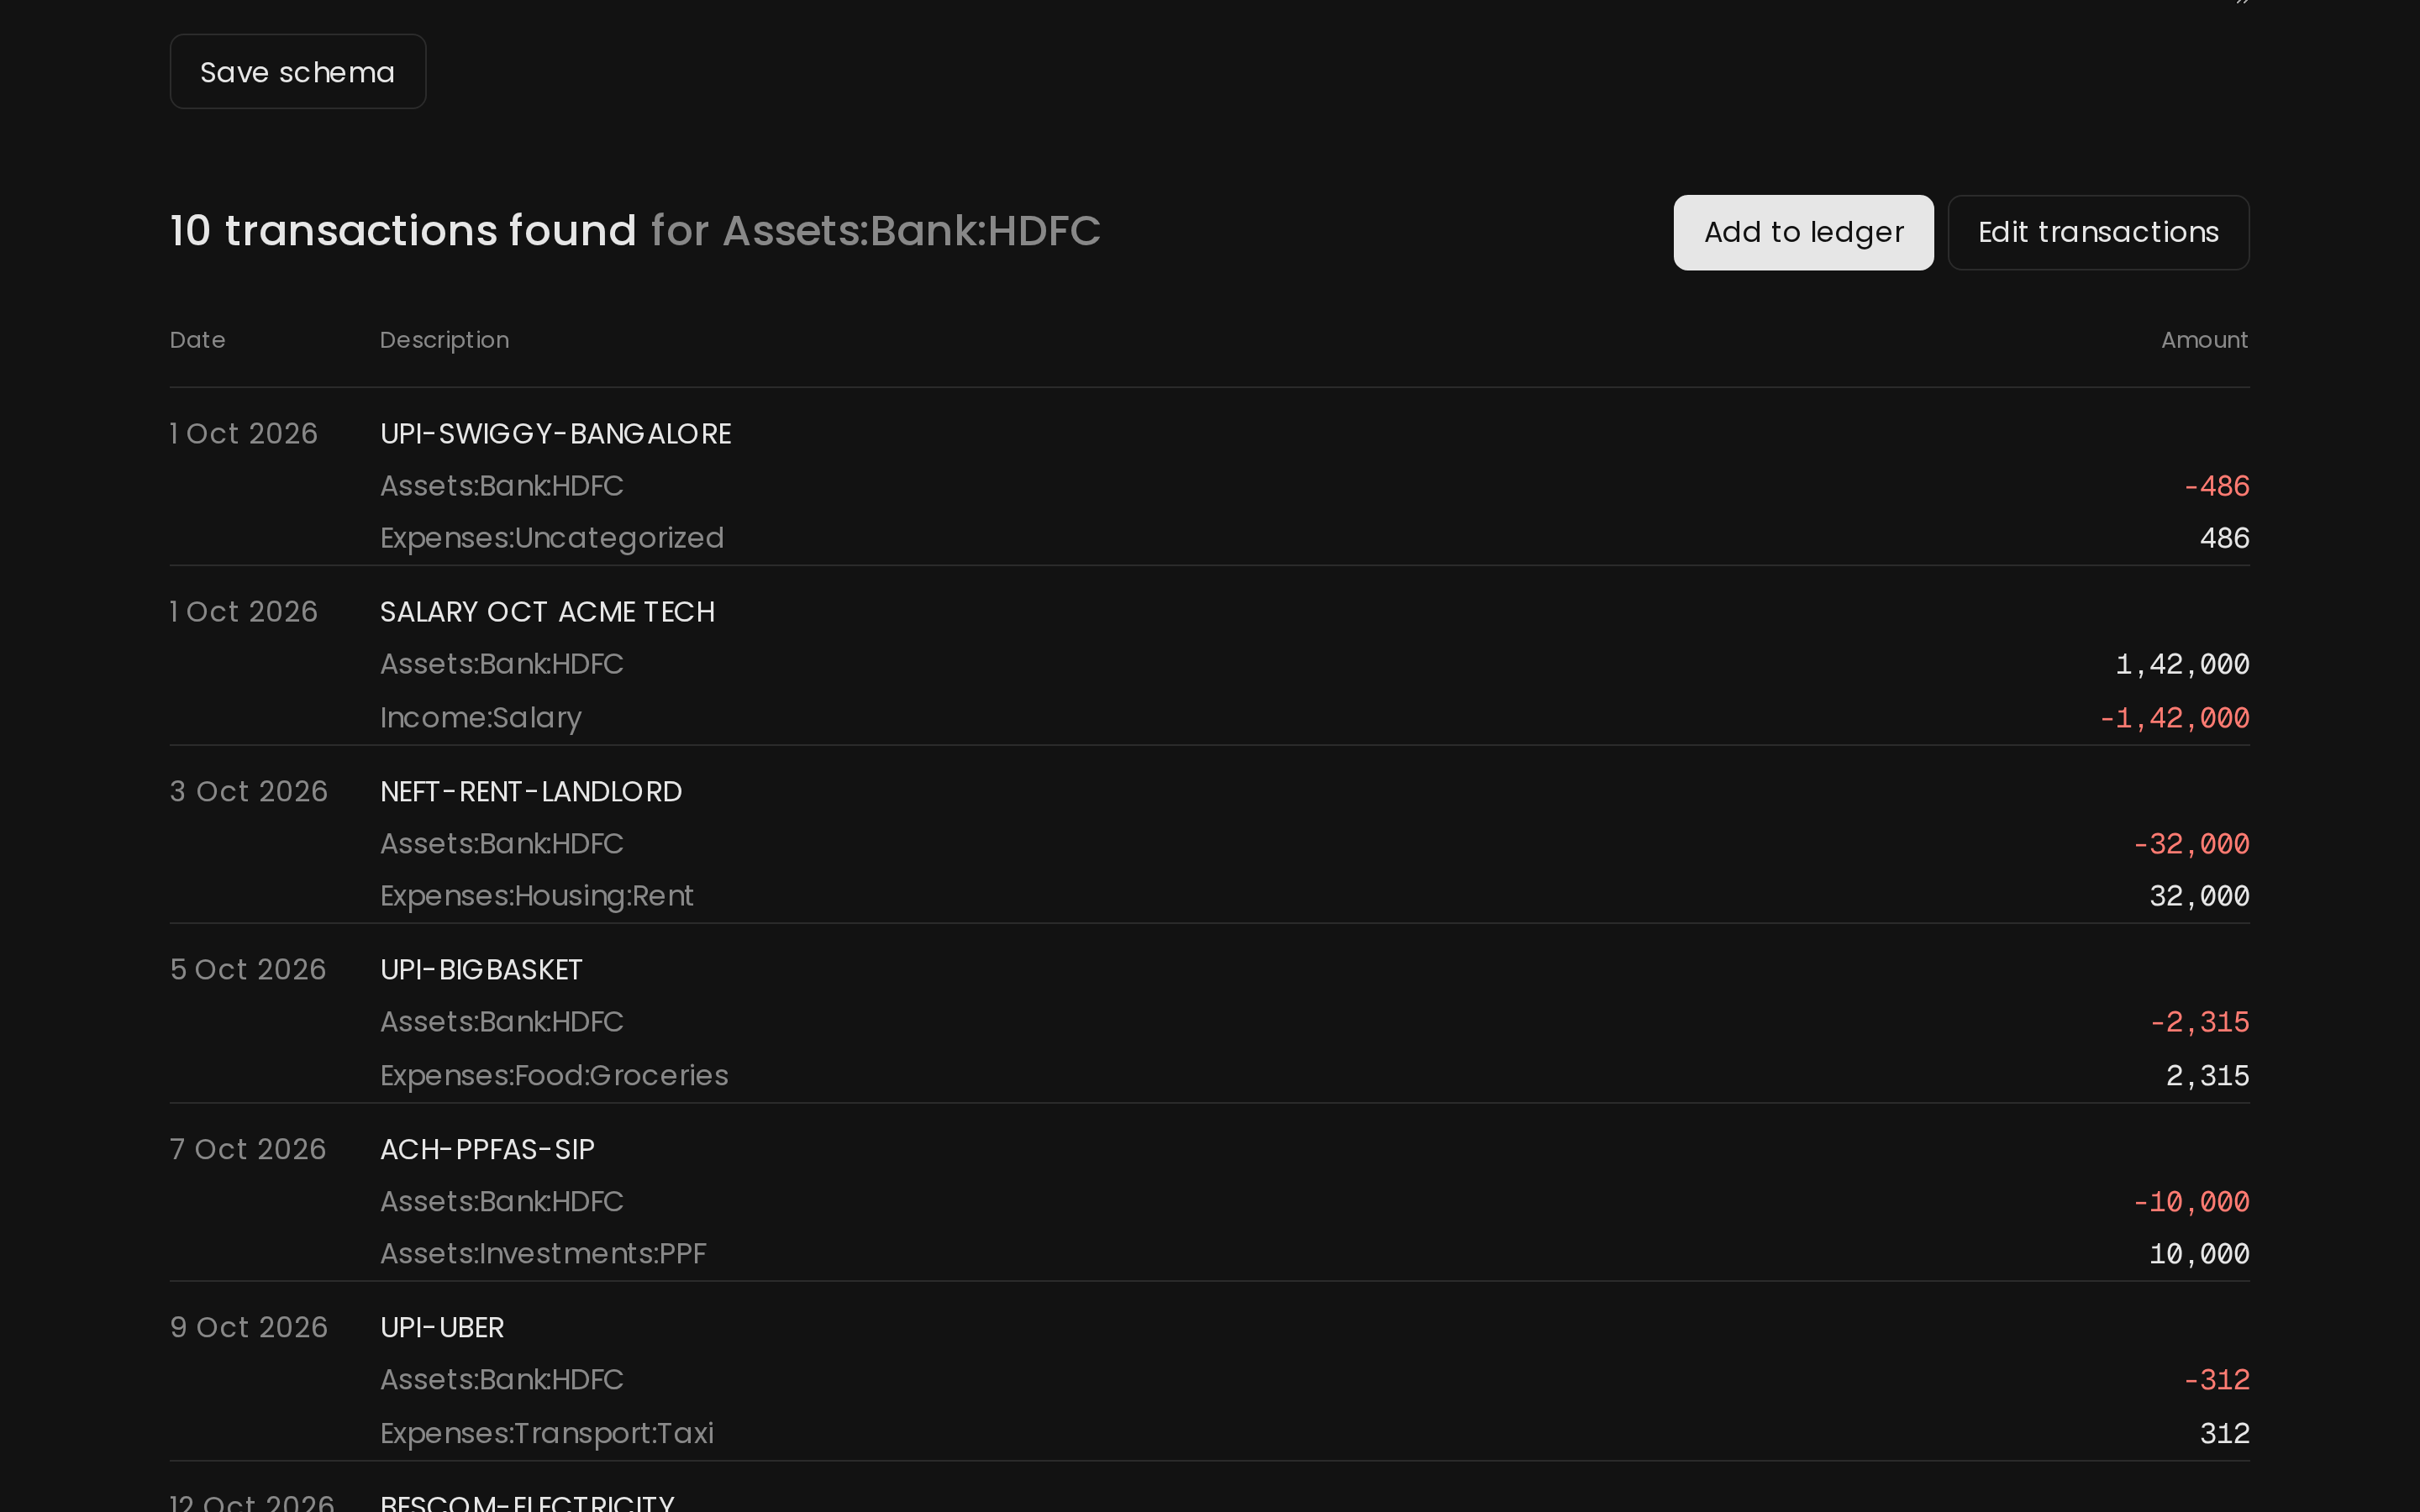 Save schema
10 transactions found for Assets:Bank:HDFC
Add to ledger
Edit transactions
Date Description Amount
1 Oct 2026 UPI-SWIGGY-BANGALORE
Assets:Bank:HDFC -486
Expenses:Uncategorized 486
1 Oct 2026 SALARY OCT ACME TECH
Assets:Bank:HDFC 1,42,000
Income:Salary -1,42,000
3 Oct 2026 NEFT-RENT-LANDLORD
Assets:Bank:HDFC -32,000
Expenses:Housing:Rent 32,000
5 Oct 2026 UPI-BIGBASKET
Assets:Bank:HDFC -2,315
Expenses:Food:Groceries 2,315
7 Oct 2026 ACH-PPFAS-SIP
Assets:Bank:HDFC -10,000
Assets:Investments:PPF 10,000
9 Oct 2026 UPI-UBER
Assets:Bank:HDFC -312
Expenses:Transport:Taxi 312
12 Oct 2026 BESCOM-ELECTRICITY